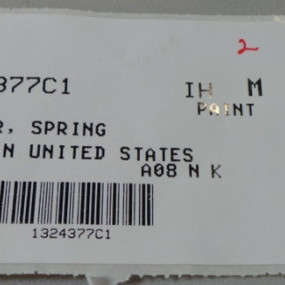 2
377C1 IH M
PAINT
R, SPRING
N UNITED STATES
A08 N K
1324377C1